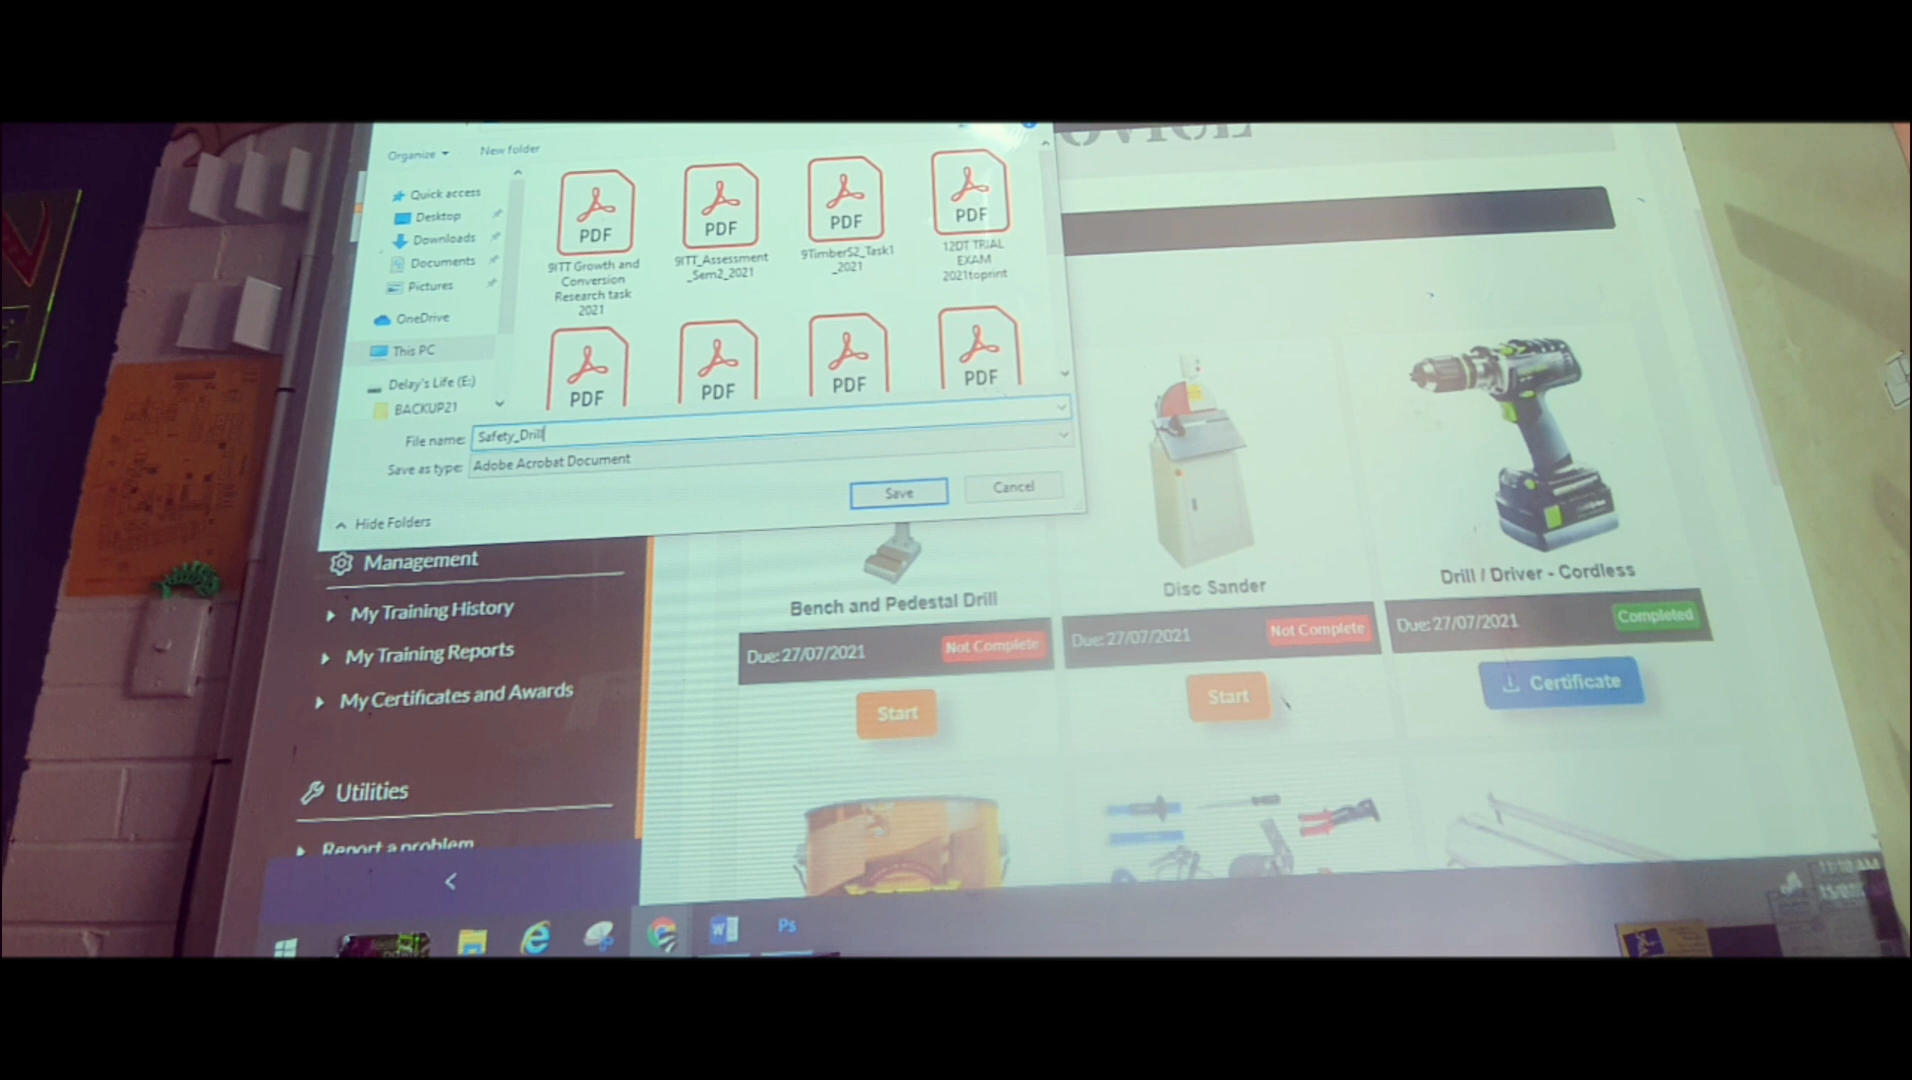 Organize
New folder
Quick access
Desktop
Downloads
Documents
Pictures
OneDrive
This PC
Delay's Life (E:)
BACKUP21
PDF
9ITT Growth and
Conversion
Research task
2021
PDF
9ITT_Assessment
_Sem2_2021
PDF
9TimberS2_Task1
_2021
PDF
12DT TRIAL
EXAM
2021toprint
PDF
PDF
PDF
PDF
File name: Safety_Drill
Save as type: Adobe Acrobat Document
Save
Cancel
Hide Folders
Management
My Training History
My Training Reports
My Certificates and Awards
Utilities
Report a problem
Bench and Pedestal Drill
Due: 27/07/2021 Not Complete
Start
Disc Sander
Due: 27/07/2021 Not Complete
Start
Drill / Driver - Cordless
Due: 27/07/2021 Completed
Certificate
W
Ps